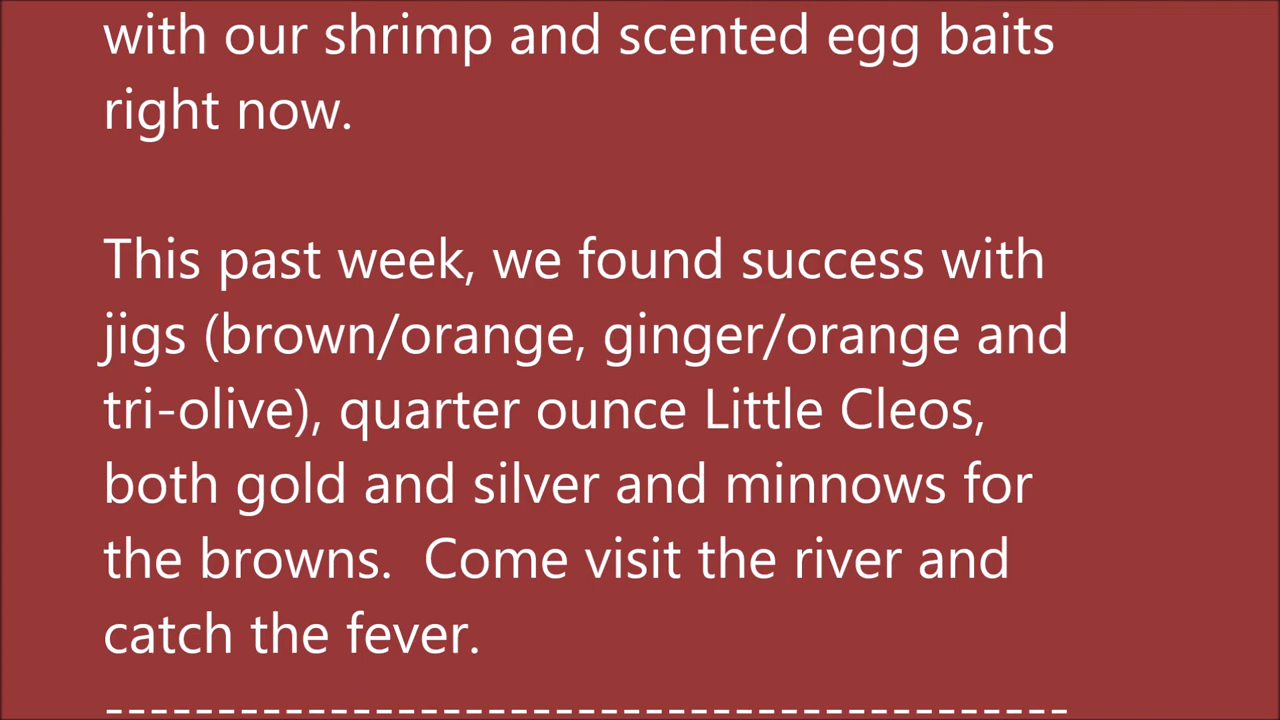 with our shrimp and scented egg baits
right now.
This past week, we found success with
jigs (brown/orange, ginger/orange and
tri-olive), quarter ounce Little Cleos,
both gold and silver and minnows for
the browns.  Come visit the river and
catch the fever.
--------------------------------------------